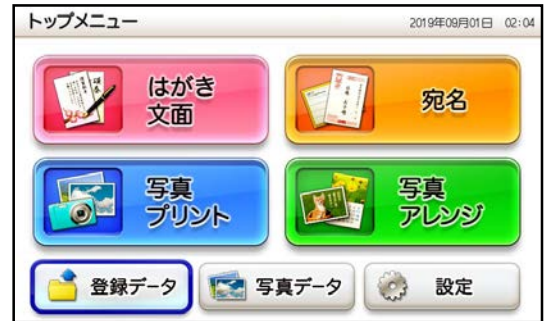 トップメニュー 2019年09月01日 02:04
はがき
文面
宛名
写真
プリント
写真
アレンジ
登録データ
写真データ
設定